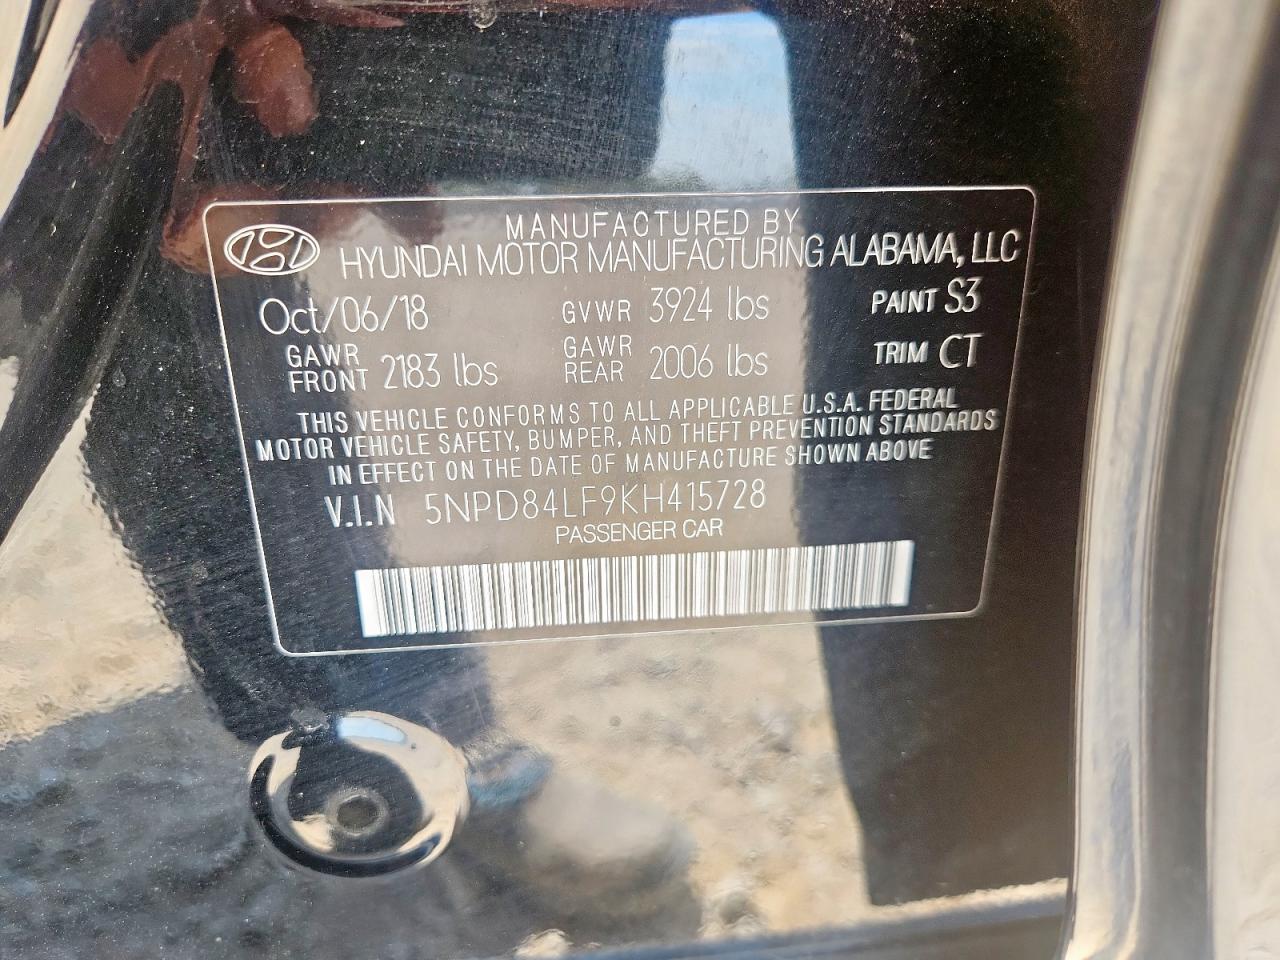 MANUFACTURED BY
HYUNDAI MOTOR MANUFACTURING ALABAMA, LLC
Oct/06/18 GVWR 3924 lbs PAINT S3
GAWR FRONT 2183 lbs GAWR REAR 2006 lbs TRIM CT
THIS VEHICLE CONFORMS TO ALL APPLICABLE U.S.A. FEDERAL
MOTOR VEHICLE SAFETY, BUMPER, AND THEFT PREVENTION STANDARDS
IN EFFECT ON THE DATE OF MANUFACTURE SHOWN ABOVE
V.I.N 5NPD84LF9KH415728
PASSENGER CAR